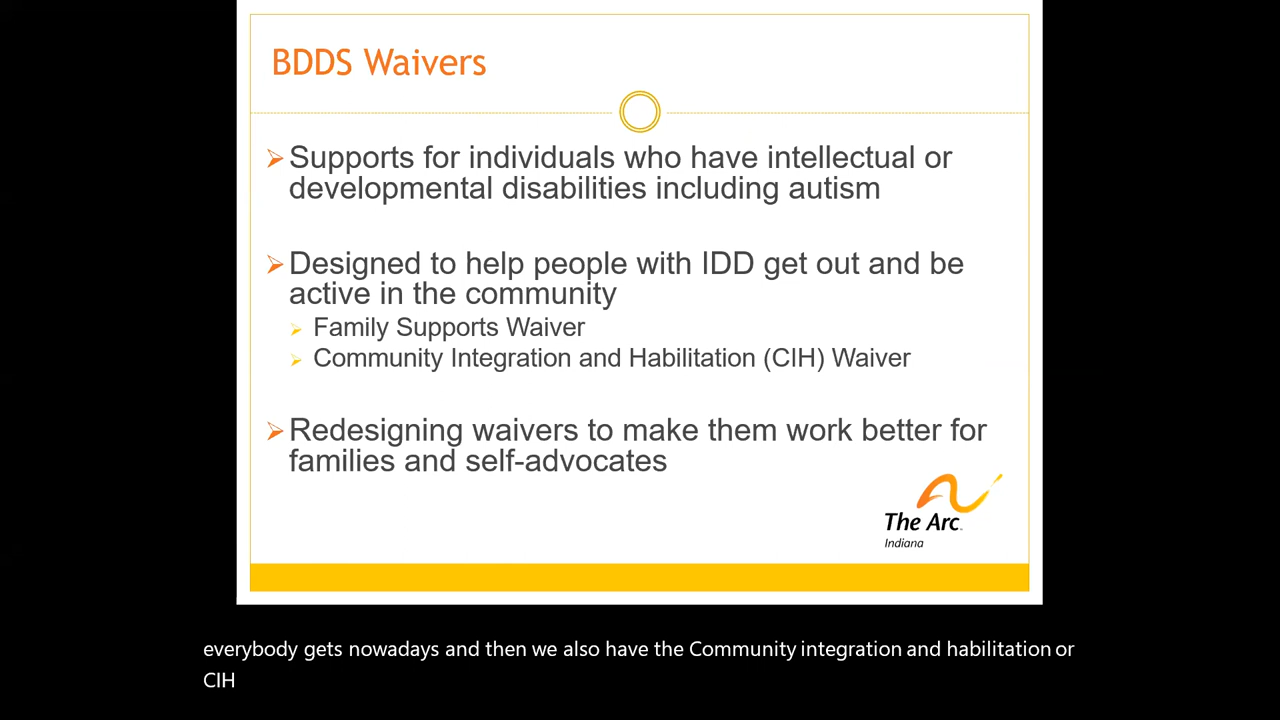 BDDS Waivers
Supports for individuals who have intellectual or
developmental disabilities including autism
Designed to help people with IDD get out and be
active in the community
Family Supports Waiver
Community Integration and Habilitation (CIH) Waiver
Redesigning waivers to make them work better for
families and self-advocates
The Arc
Indiana
everybody gets nowadays and then we also have the Community integration and habilitation or
CIH